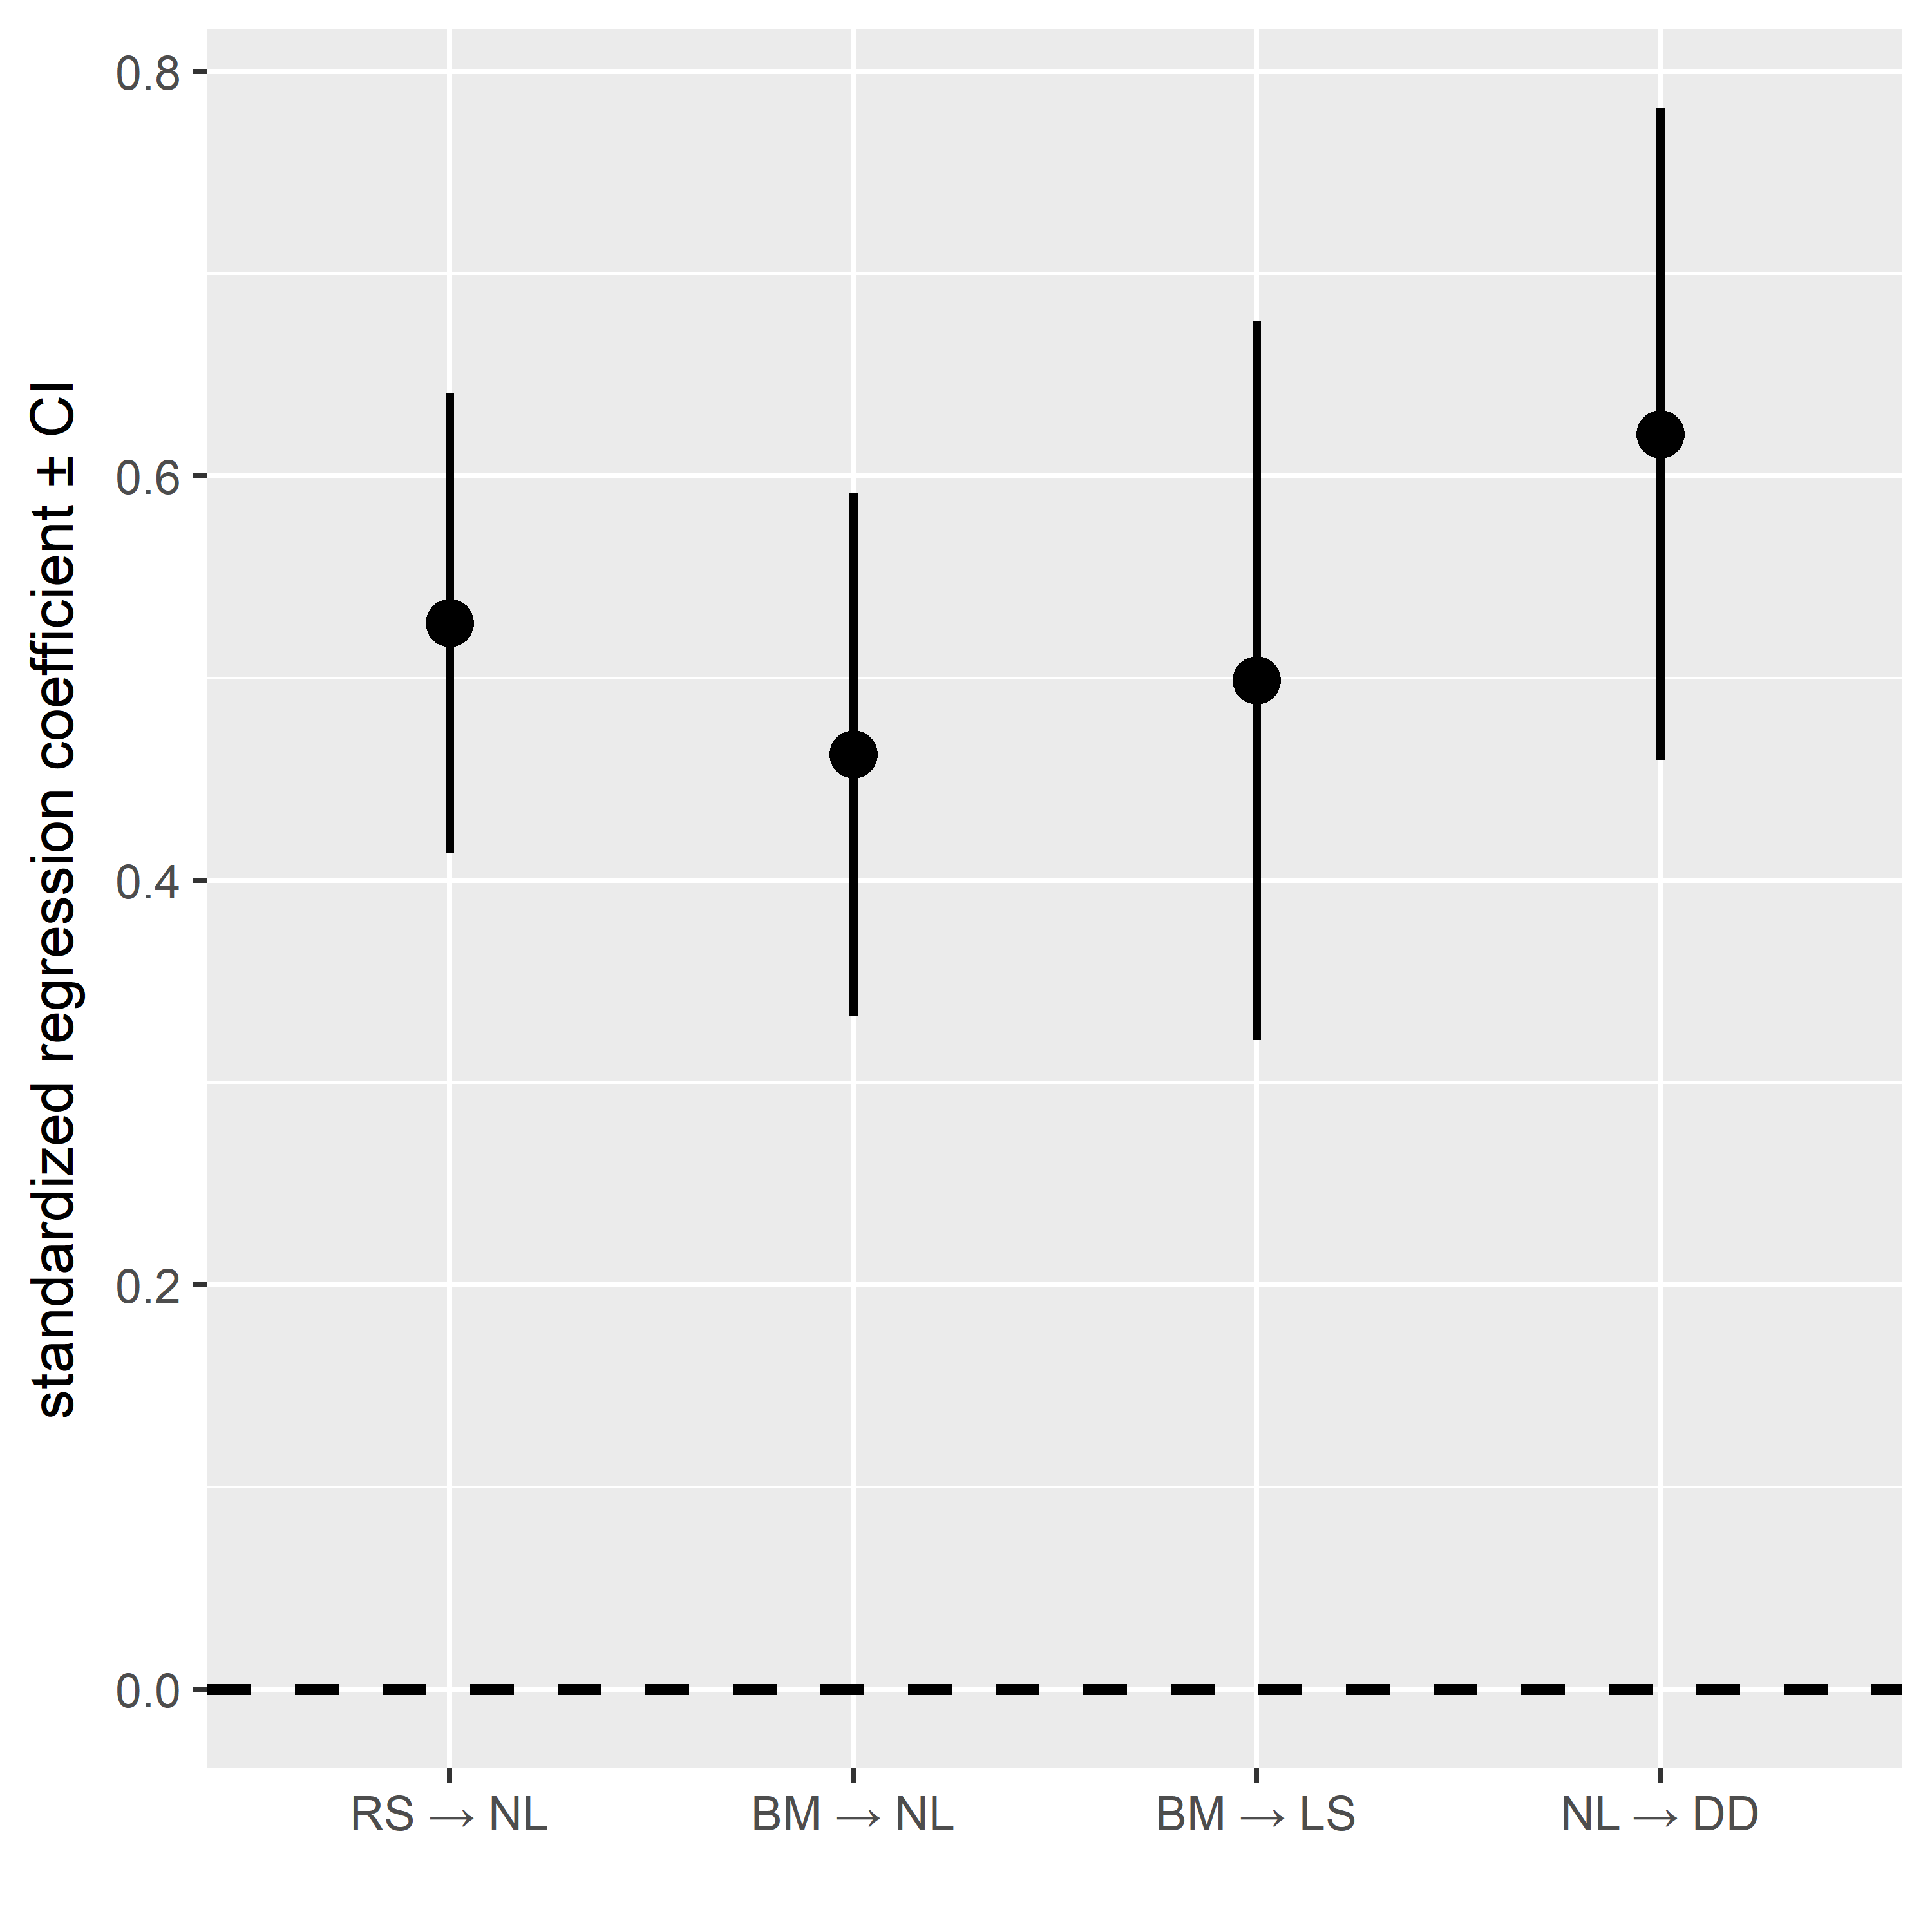 standardized regression coefficient ± CI
0.8
0.6
0.4
0.2
0.0
RS → NL
BM → NL
BM → LS
NL → DD